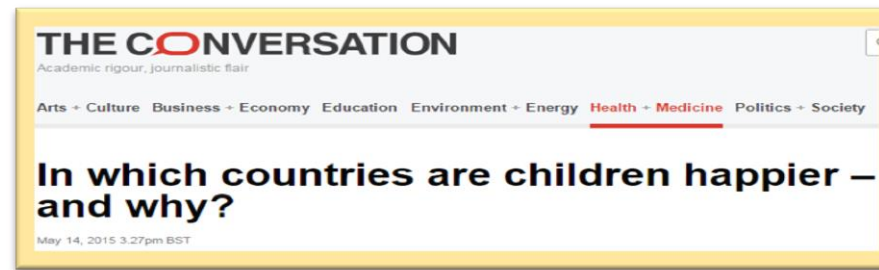 THE CONVERSATION
Academic rigour, journalistic flair
Arts + Culture Business + Economy Education Environment + Energy Health + Medicine Politics + Society
In which countries are children happier –
and why?
May 14, 2015 3.27pm BST